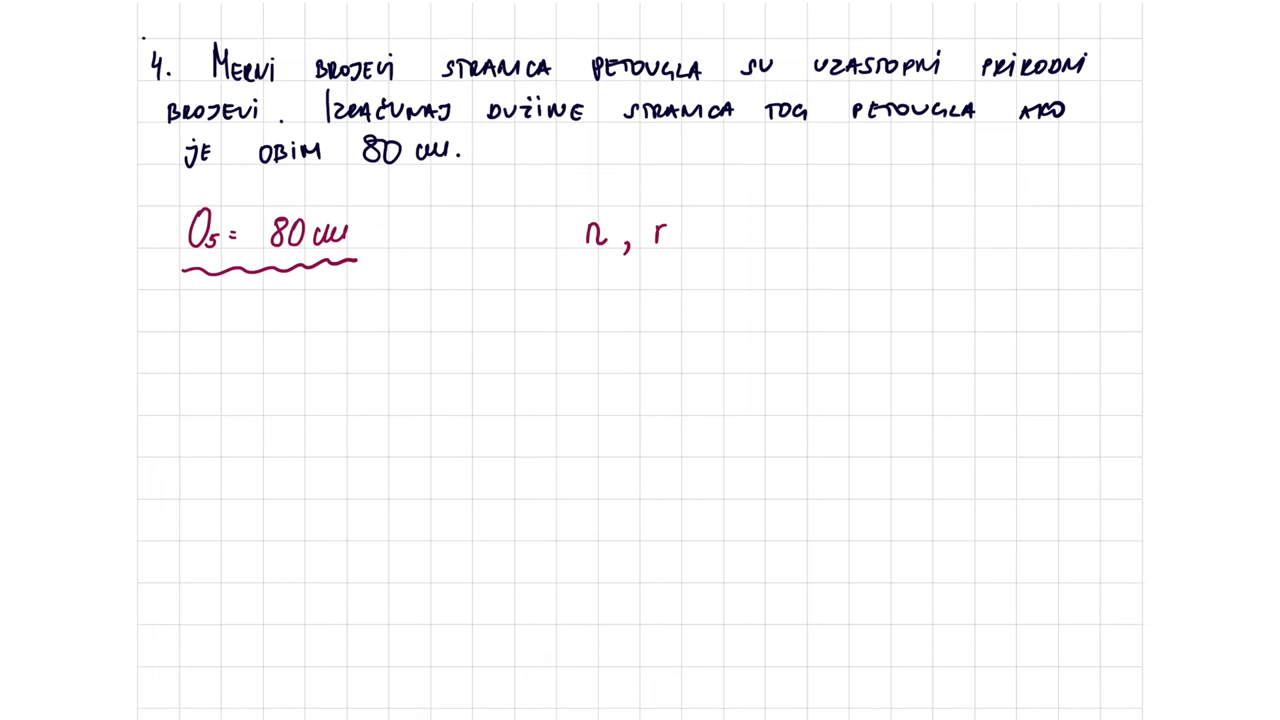 4. MERNI BROJEVI STRANICA PETOUGLA SU UZASTOPNI PRIRODNI
BROJEVI. IZRAČUNAJ DUŽINE STRANICA TOG PETOUGLA AKO
JE OBIM 80 cm.
O₅ = 80 cm
n, r